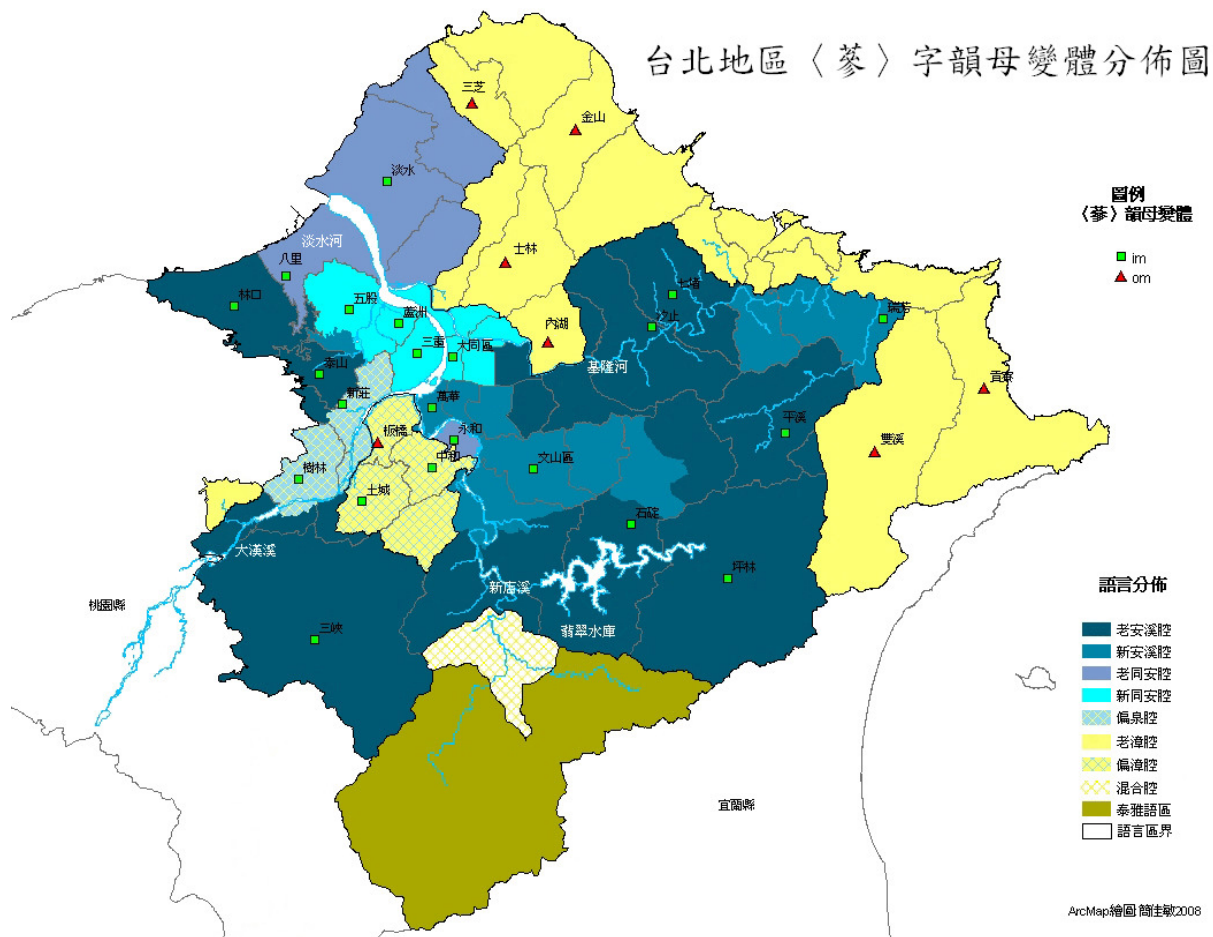 台北地區〈蔘〉字韻母變體分佈圖
三芝
金山
淡水
圖例
〈蔘〉韻母變體
im
om
淡水河
士林
八里
林口
五股
蘆洲
七堵
汐止
瑞芳
內湖
三重
大同區
基隆河
泰山
貢寮
新莊
萬華
板橋
永和
平溪
雙溪
中和
文山區
樹林
土城
石碇
大漢溪
坪林
新店溪
桃園縣
三峽
翡翠水庫
語言分佈
老安溪腔
新安溪腔
老同安腔
新同安腔
偏泉腔
老漳腔
偏漳腔
混合腔
泰雅語區
語言區界
宜蘭縣
ArcMap繪圖 簡佳敏2008